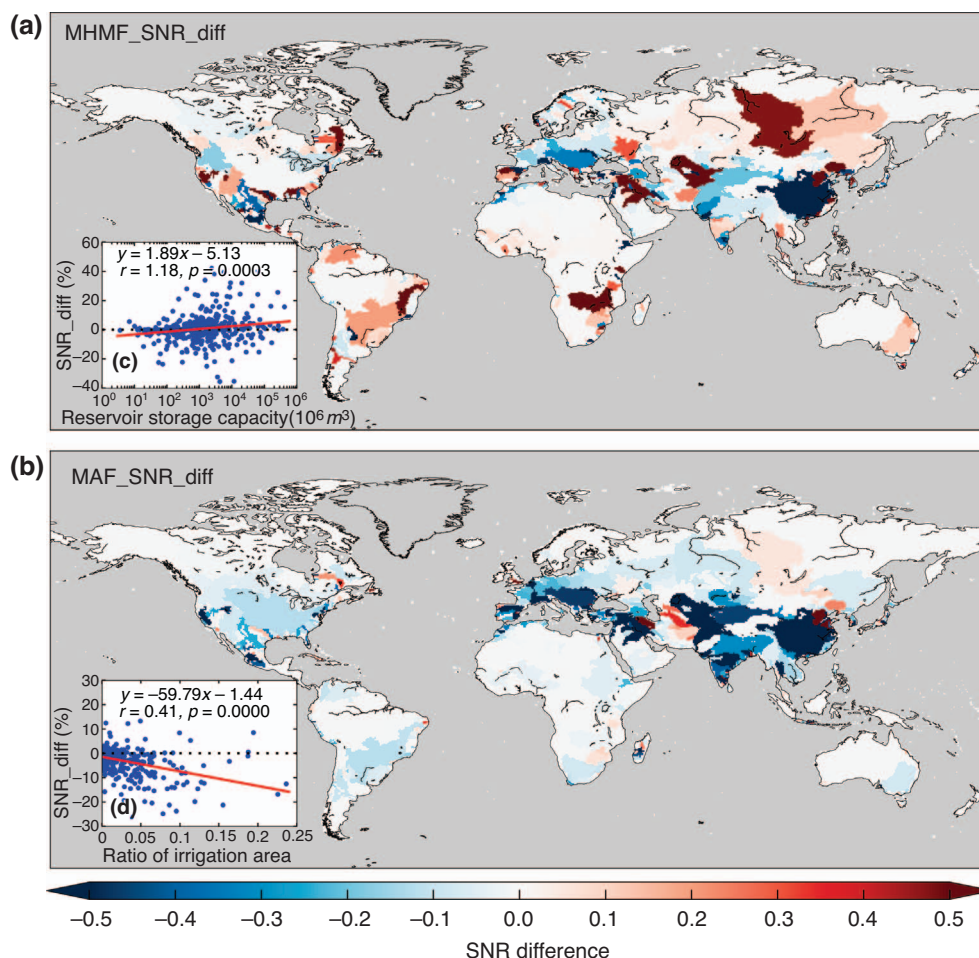 (a)
MHMF_SNR_diff
60
40
20
0
−20
−40
SNR_diff (%)
y = 1.89x − 5.13
r = 1.18, p = 0.0003
(c)
10⁰ 10¹ 10² 10³ 10⁴ 10⁵ 10⁶
Reservoir storage capacity(10⁶ m³)
(b)
MAF_SNR_diff
30
20
10
0
−10
−20
−30
SNR_diff (%)
y = −59.79x − 1.44
r = 0.41, p = 0.0000
(d)
0 0.05 0.1 0.15 0.2 0.25
Ratio of irrigation area
−0.5 −0.4 −0.3 −0.2 −0.1 0.0 0.1 0.2 0.3 0.4 0.5
SNR difference